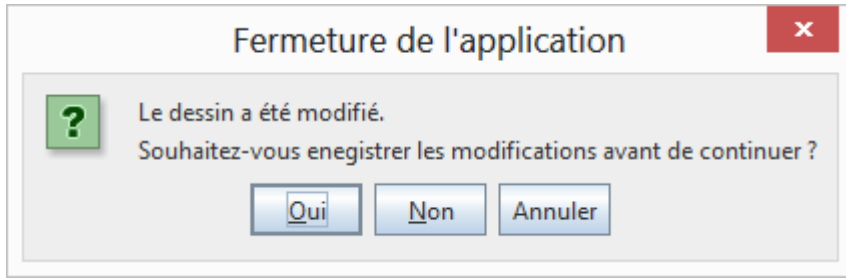 Fermeture de l'application
x
?
Le dessin a été modifié.
Souhaitez-vous enegistrer les modifications avant de continuer ?
Oui Non Annuler